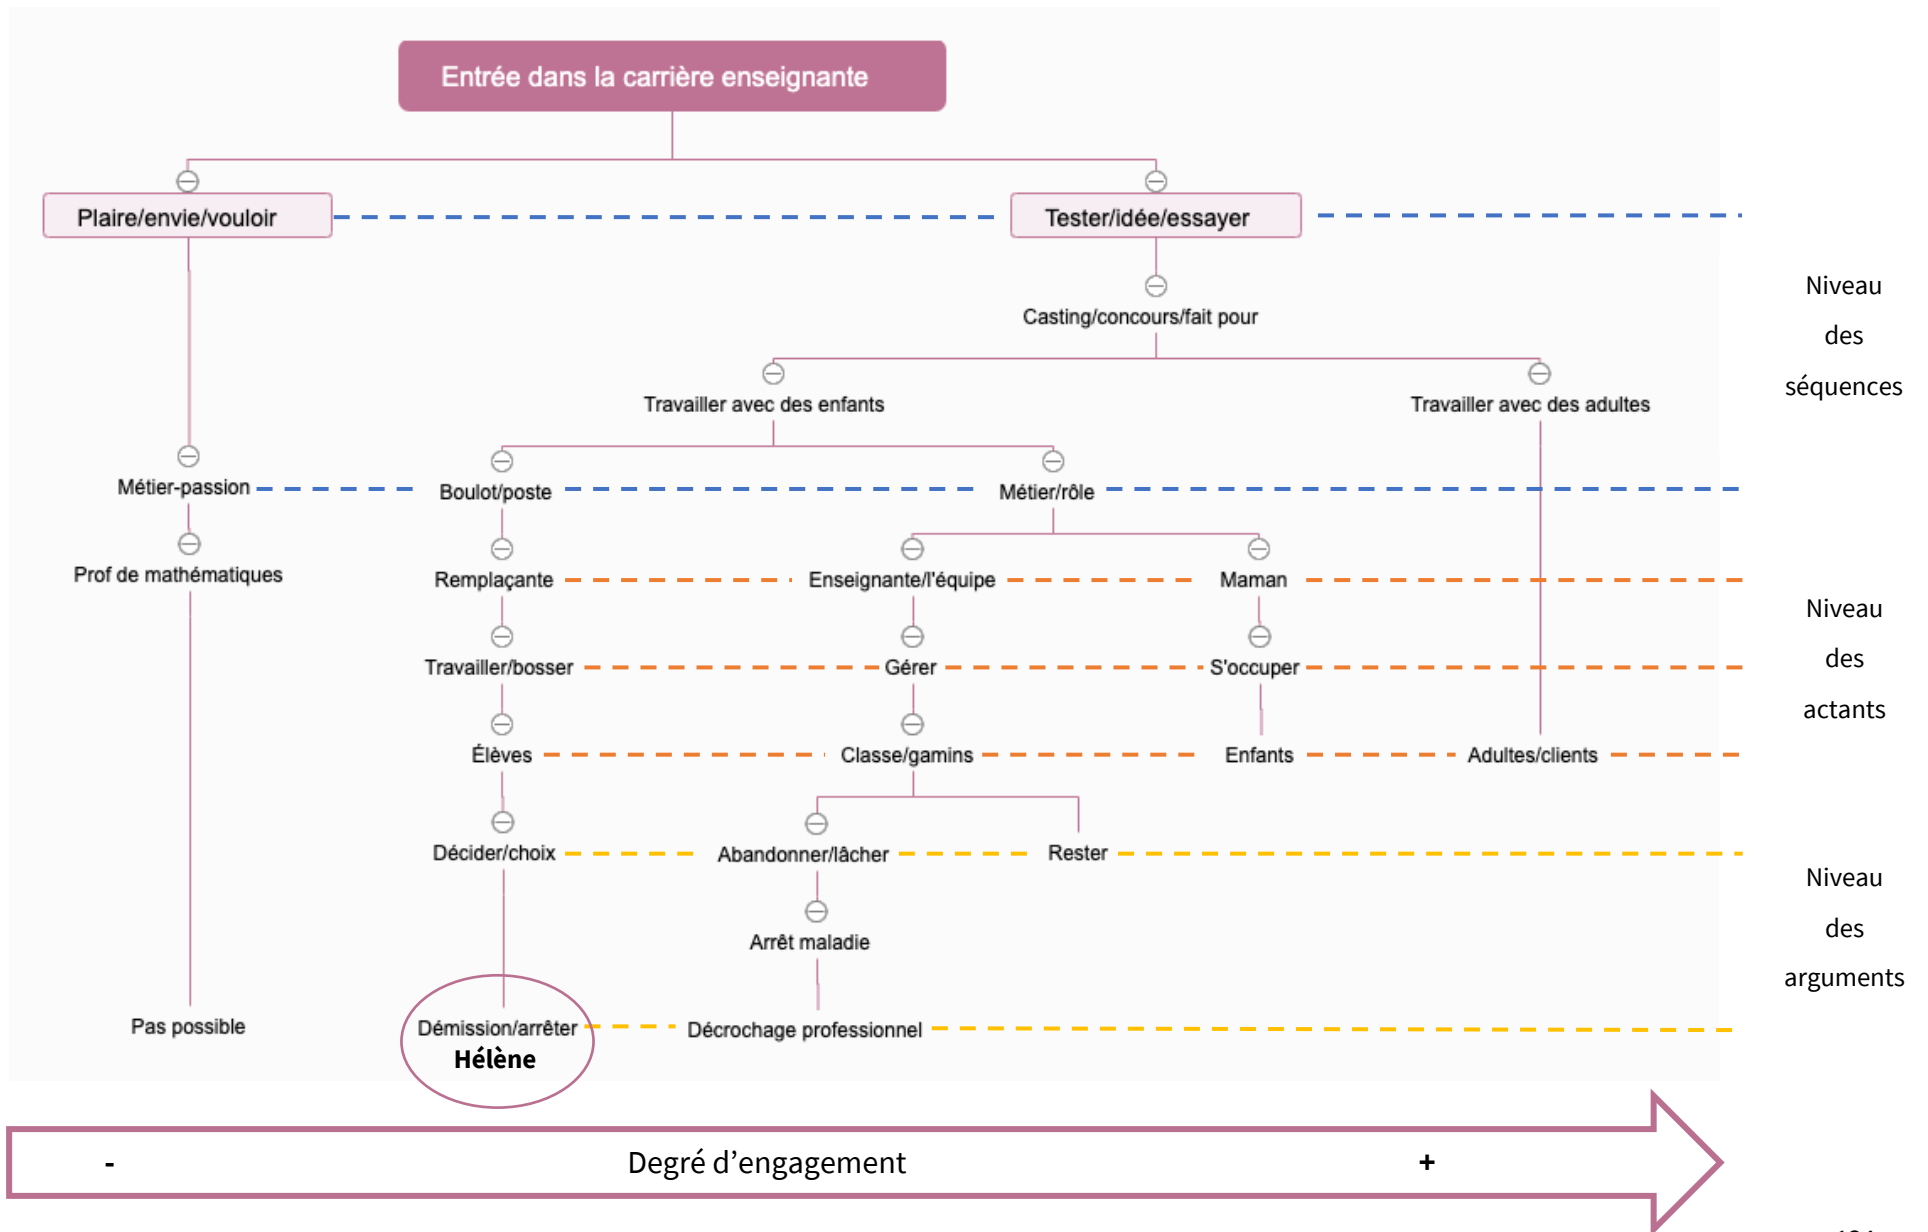 Entrée dans la carrière enseignante
Plaire/envie/vouloir
Tester/idée/essayer
Niveau
des
séquences
Casting/concours/fait pour
Travailler avec des enfants
Travailler avec des adultes
Métier-passion
Boulot/poste
Métier/rôle
Prof de mathématiques
Remplaçante
Enseignante/l'équipe
Maman
Niveau
des
actants
Travailler/bosser
Gérer
S'occuper
Élèves
Classe/gamins
Enfants
Adultes/clients
Décider/choix
Abandonner/lâcher
Rester
Niveau
des
arguments
Arrêt maladie
Pas possible
Démission/arrêter
Hélène
Décrochage professionnel
- Degré d’engagement +